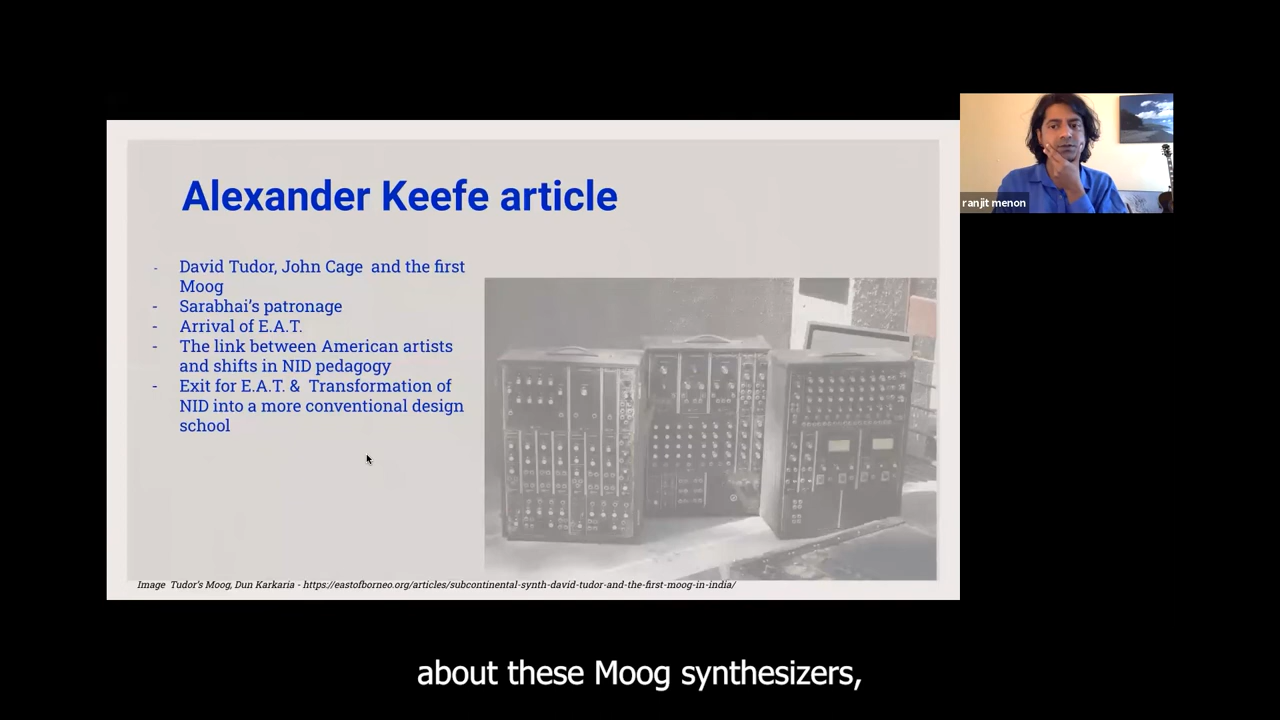 Alexander Keefe article
- David Tudor, John Cage and the first
Moog
- Sarabhai’s patronage
- Arrival of E.A.T.
- The link between American artists
and shifts in NID pedagogy
- Exit for E.A.T. & Transformation of
NID into a more conventional design
school
Image Tudor’s Moog, Dun Karkaria - https://eastofborneo.org/articles/subcontinental-synth-david-tudor-and-the-first-moog-in-india/
ranjit menon
about these Moog synthesizers,